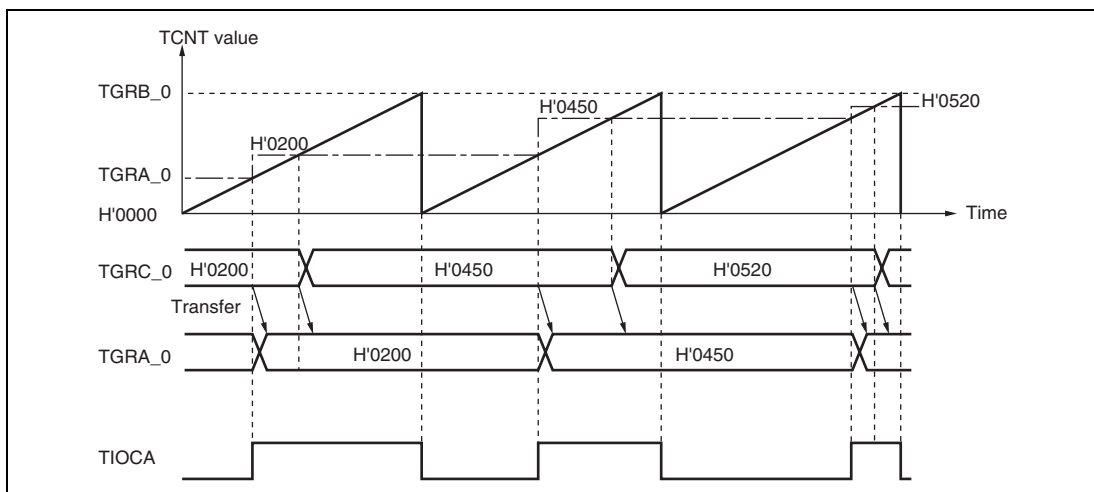 TCNT value
TGRB_0
H'0450
H'0520
H'0200
TGRA_0
H'0000
Time
TGRC_0
H'0200
H'0450
H'0520
Transfer
TGRA_0
H'0200
H'0450
TIOCA